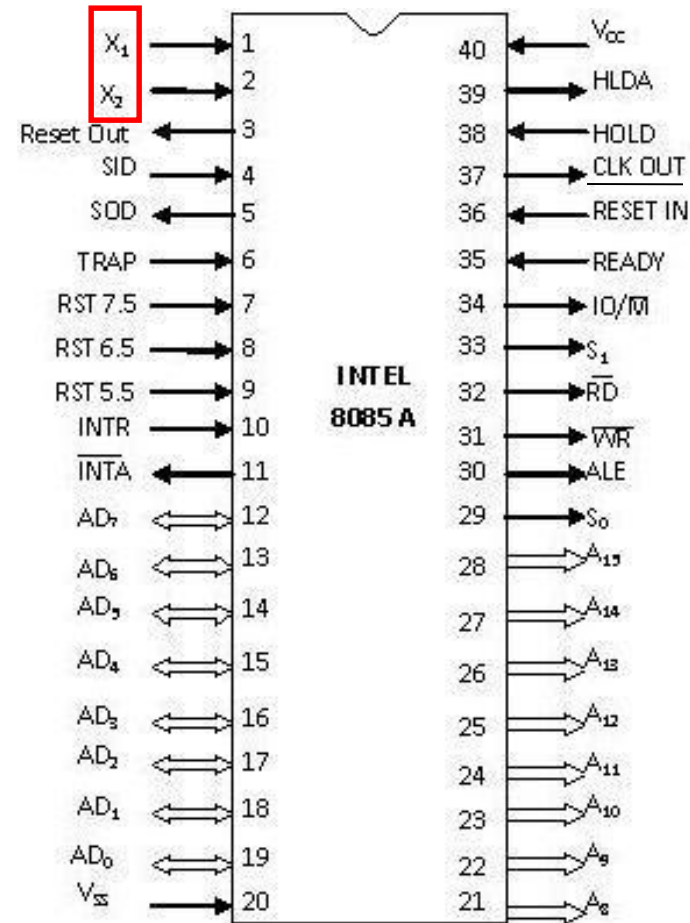 X₁ 1 40 Vcc
X₂ 2 39 HLDA
Reset Out 3 38 HOLD
SID 4 37 CLK OUT
SOD 5 36 RESET IN
TRAP 6 35 READY
RST 7.5 7 34 IO/M̅
RST 6.5 8 33 S₁
RST 5.5 9 32 R̅D̅
INTR 10 31 W̅R̅
I̅N̅T̅A̅ 11 30 ALE
AD₇ 12 29 S₀
AD₆ 13 28 A₁₅
AD₅ 14 27 A₁₄
AD₄ 15 26 A₁₃
AD₃ 16 25 A₁₂
AD₂ 17 24 A₁₁
AD₁ 18 23 A₁₀
AD₀ 19 22 A₉
Vss 20 21 A₈
INTEL
8085 A